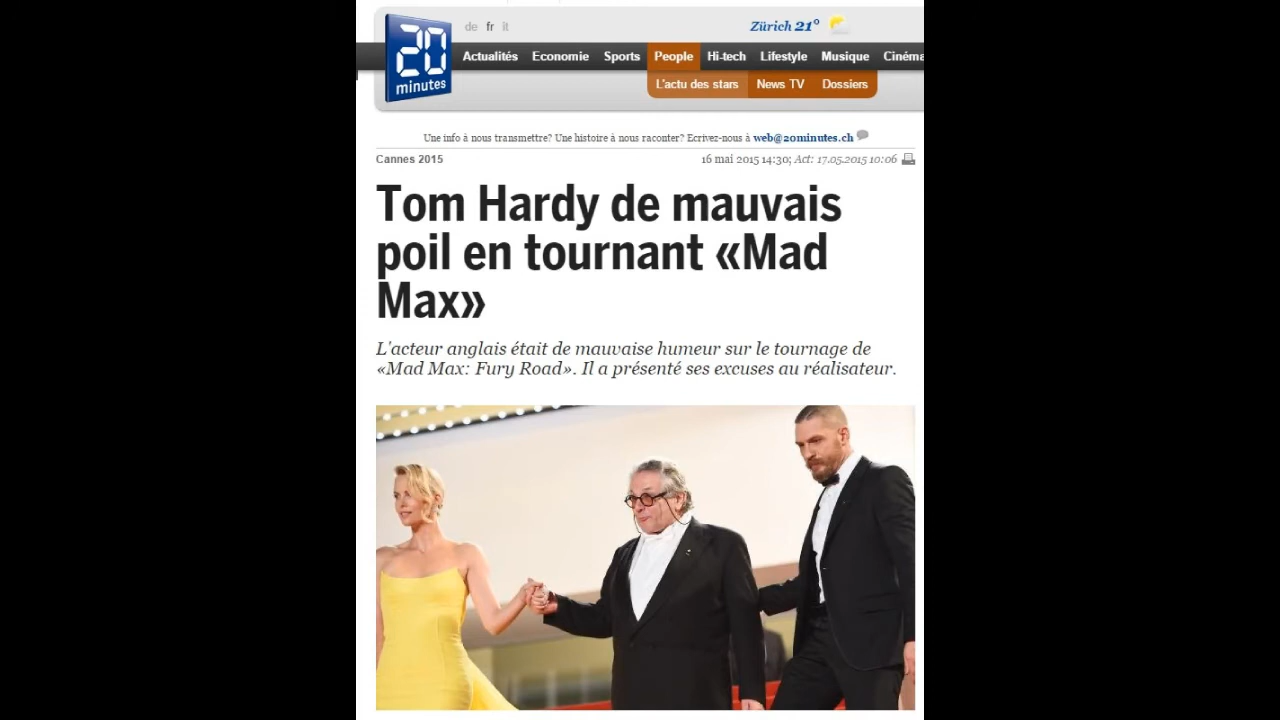 de fr it
Zürich 21°
20
minutes
Actualités Economie Sports People Hi-tech Lifestyle Musique Cinéma
L'actu des stars News TV Dossiers
Une info à nous transmettre? Une histoire à nous raconter? Ecrivez-nous à web@20minutes.ch
Cannes 2015 16 mai 2015 14:30; Act: 17.05.2015 10:06
Tom Hardy de mauvais
poil en tournant «Mad
Max»
L'acteur anglais était de mauvaise humeur sur le tournage de
«Mad Max: Fury Road». Il a présenté ses excuses au réalisateur.